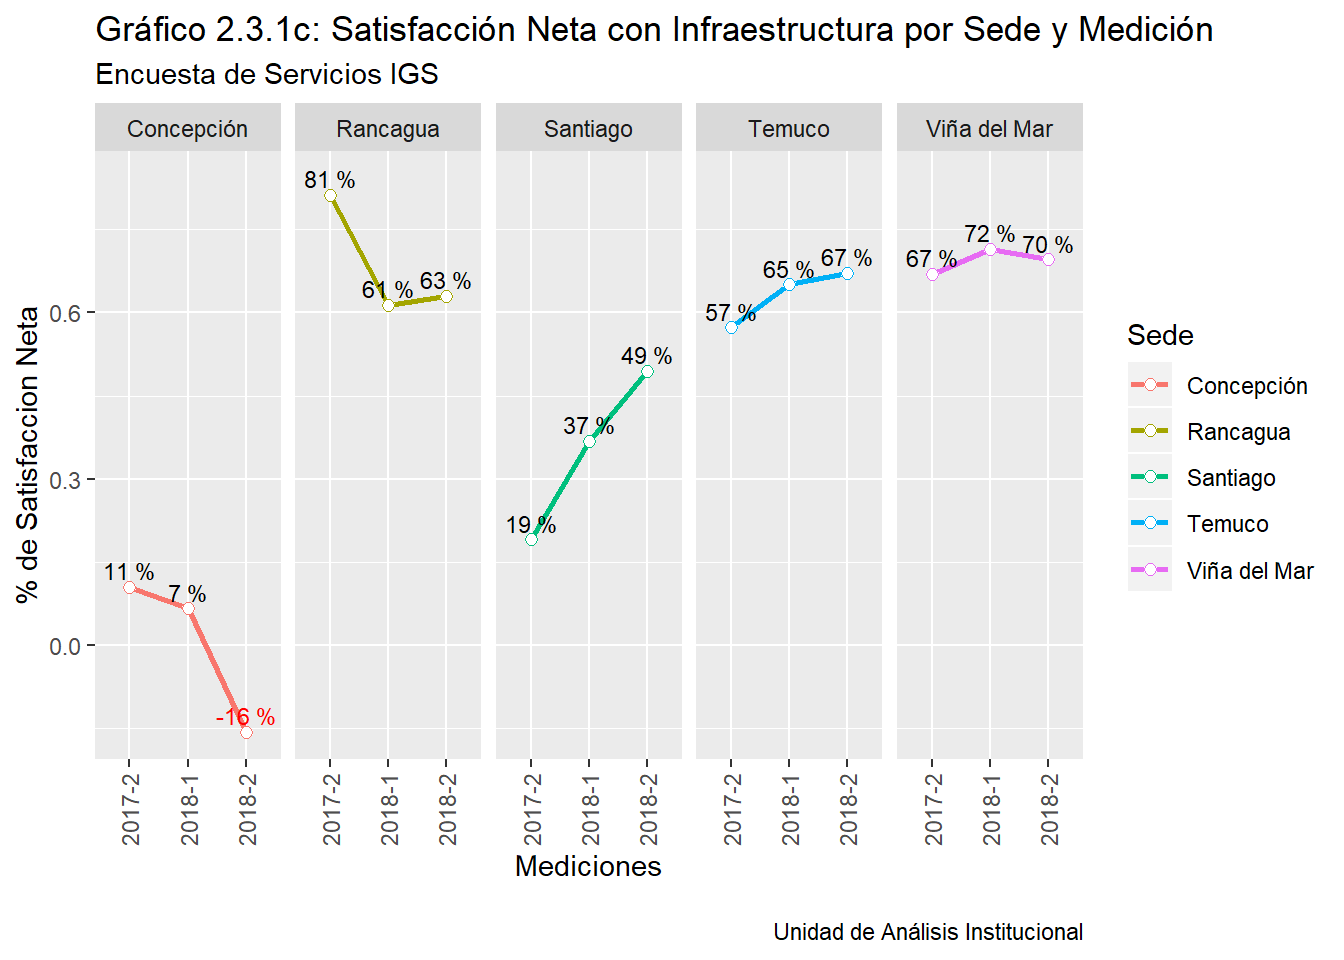 Gráfico 2.3.1c: Satisfacción Neta con Infraestructura por Sede y Medición
Encuesta de Servicios IGS
Concepción
Rancagua
Santiago
Temuco
Viña del Mar
% de Satisfaccion Neta
0.6
0.3
0.0
11 %
7 %
-16 %
81 %
61 %
63 %
19 %
37 %
49 %
57 %
65 %
67 %
67 %
72 %
70 %
2017-2
2018-1
2018-2
2017-2
2018-1
2018-2
2017-2
2018-1
2018-2
2017-2
2018-1
2018-2
2017-2
2018-1
2018-2
Mediciones
Sede
Concepción
Rancagua
Santiago
Temuco
Viña del Mar
Unidad de Análisis Institucional